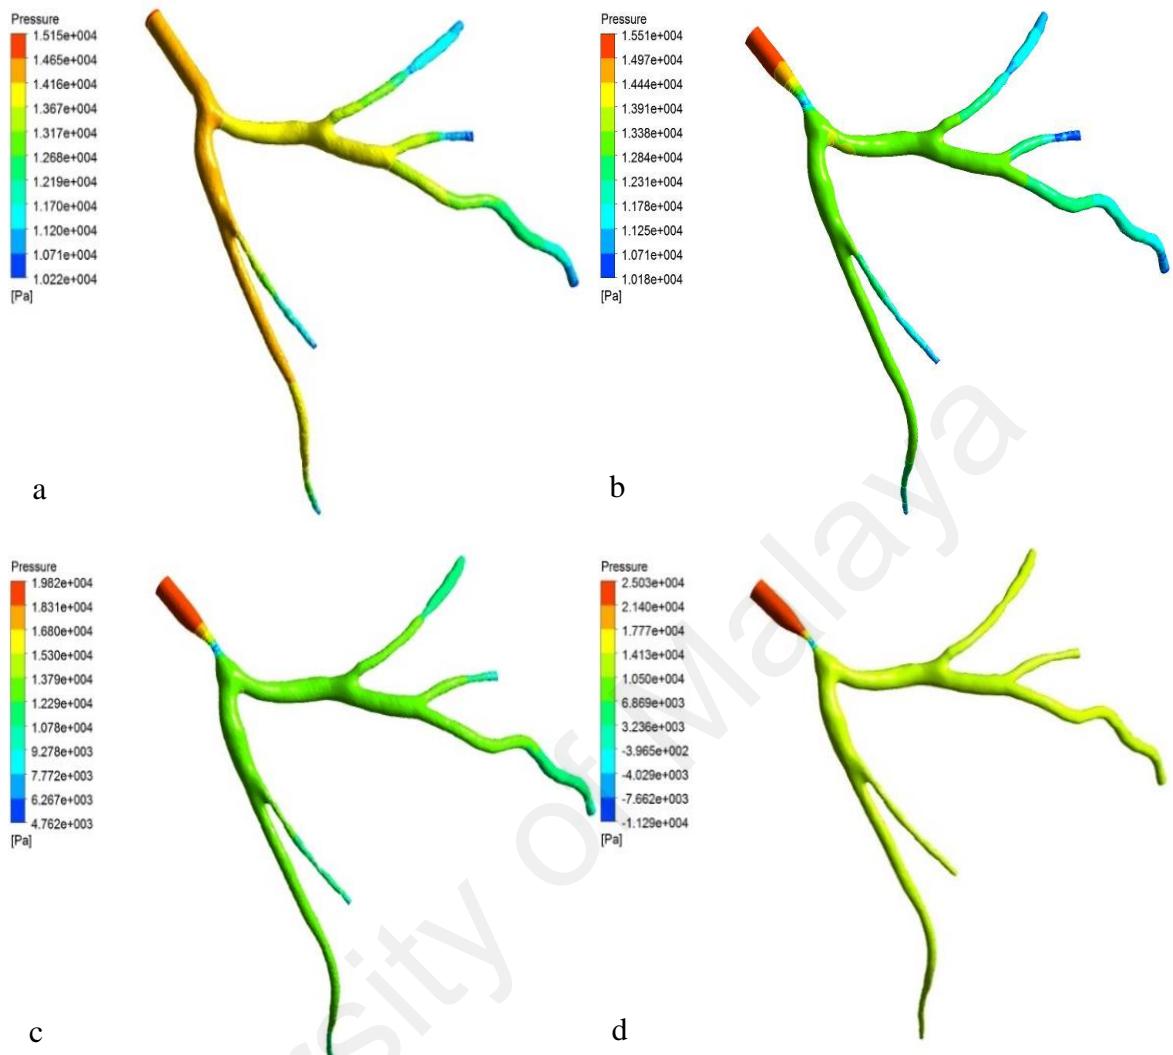 Pressure
1.515e+004
1.465e+004
1.416e+004
1.367e+004
1.317e+004
1.268e+004
1.219e+004
1.170e+004
1.120e+004
1.071e+004
1.022e+004
[Pa]
a
Pressure
1.551e+004
1.497e+004
1.444e+004
1.391e+004
1.338e+004
1.284e+004
1.231e+004
1.178e+004
1.125e+004
1.071e+004
1.018e+004
[Pa]
b
Pressure
1.982e+004
1.831e+004
1.680e+004
1.530e+004
1.379e+004
1.229e+004
1.078e+004
9.278e+003
7.772e+003
6.267e+003
4.762e+003
[Pa]
c
Pressure
2.503e+004
2.140e+004
1.777e+004
1.413e+004
1.050e+004
6.869e+003
3.236e+003
-3.965e+002
-4.029e+003
-7.662e+003
-1.129e+004
[Pa]
d
rsity of Malaya